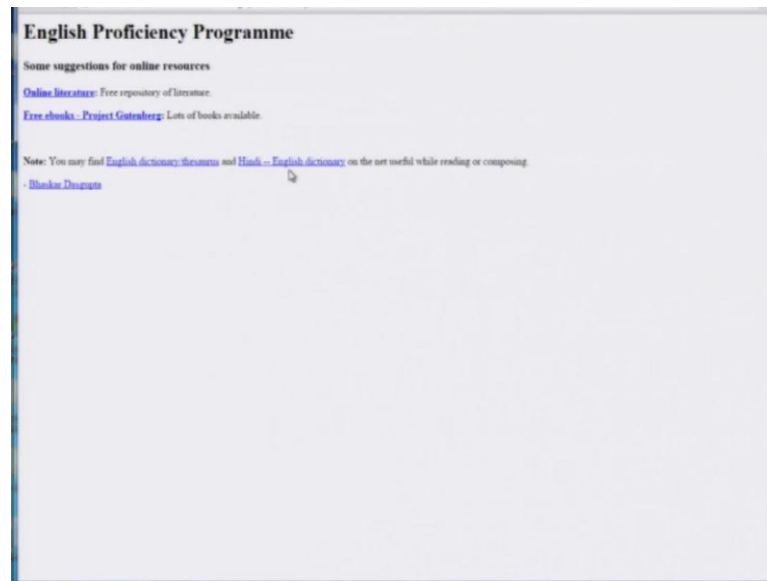 English Proficiency Programme
Some suggestions for online resources
Online literature: Free repository of literature.
Free ebooks - Project Gutenberg: Lots of books available.
Note: You may find English dictionary/thesaurus and Hindi -- English dictionary on the net useful while reading or composing.
- Bhaskar Dasgupta